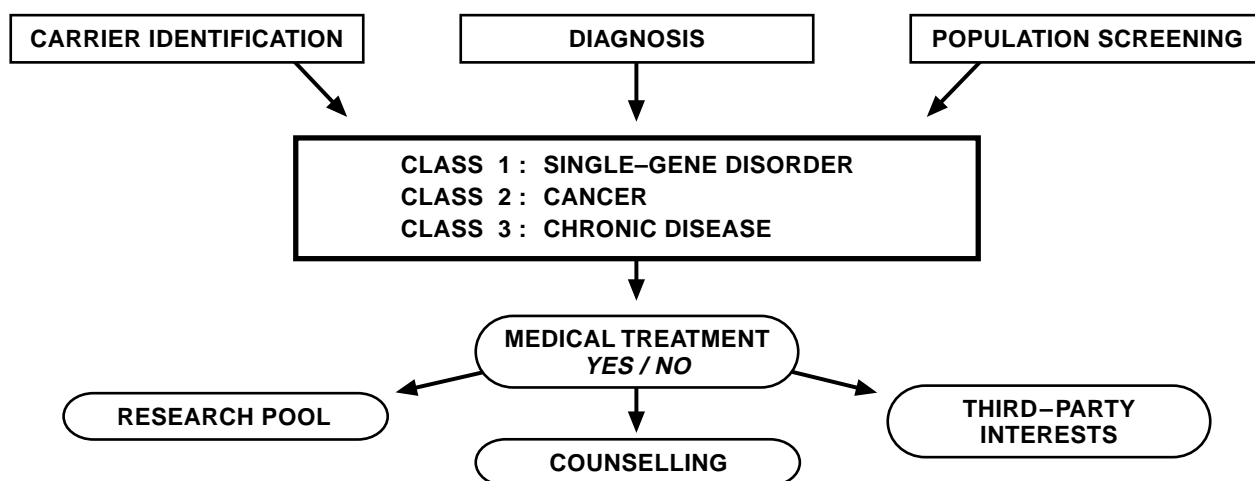 CARRIER IDENTIFICATION
DIAGNOSIS
POPULATION SCREENING
CLASS 1 : SINGLE–GENE DISORDER
CLASS 2 : CANCER
CLASS 3 : CHRONIC DISEASE
MEDICAL TREATMENT
YES / NO
RESEARCH POOL
THIRD–PARTY
INTERESTS
COUNSELLING